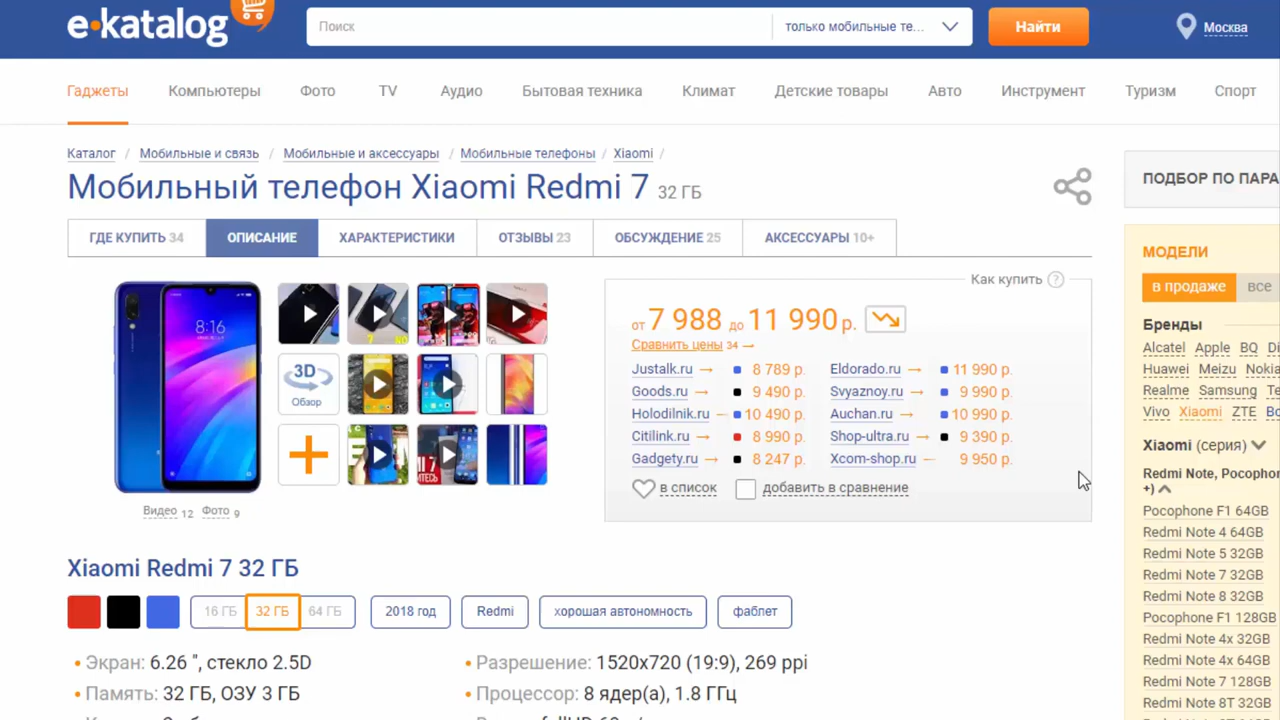 e·katalog
Поиск
только мобильные те...
Найти
Москва
Гаджеты Компьютеры Фото TV Аудио Бытовая техника Климат Детские товары Авто Инструмент Туризм Спорт
Каталог / Мобильные и связь / Мобильные и аксессуары / Мобильные телефоны / Xiaomi /
Мобильный телефон Xiaomi Redmi 7 32 ГБ
ГДЕ КУПИТЬ 34 ОПИСАНИЕ ХАРАКТЕРИСТИКИ ОТЗЫВЫ 23 ОБСУЖДЕНИЕ 25 АКСЕССУАРЫ 10+
8:16
3D
Обзор
Видео 12 Фото 9
Как купить ?
от 7 988 до 11 990 р.
Сравнить цены 34 →
Justalk.ru → 8 789 р. Eldorado.ru → 11 990 р.
Goods.ru → 9 490 р. Svyaznoy.ru → 9 990 р.
Holodilnik.ru → 10 490 р. Auchan.ru → 10 990 р.
Citilink.ru → 8 990 р. Shop-ultra.ru → 9 390 р.
Gadgety.ru → 8 247 р. Xcom-shop.ru 9 950 р.
в список добавить в сравнение
Xiaomi Redmi 7 32 ГБ
16 ГБ 32 ГБ 64 ГБ 2018 год Redmi хорошая автономность фаблет
• Экран: 6.26 ", стекло 2.5D
• Разрешение: 1520x720 (19:9), 269 ppi
• Память: 32 ГБ, ОЗУ 3 ГБ
• Процессор: 8 ядер(а), 1.8 ГГц
ПОДБОР ПО ПАРА
МОДЕЛИ
в продаже все
Бренды
Alcatel Apple BQ
Huawei Meizu Nokia
Realme Samsung Te
Vivo Xiaomi ZTE
Xiaomi (серия)
Redmi Note, Pocophon
+)
Pocophone F1 64GB
Redmi Note 4 64GB
Redmi Note 5 32GB
Redmi Note 7 32GB
Redmi Note 8 32GB
Pocophone F1 128GB
Redmi Note 4x 32GB
Redmi Note 4x 64GB
Redmi Note 7 128GB
Redmi Note 8T 32GB